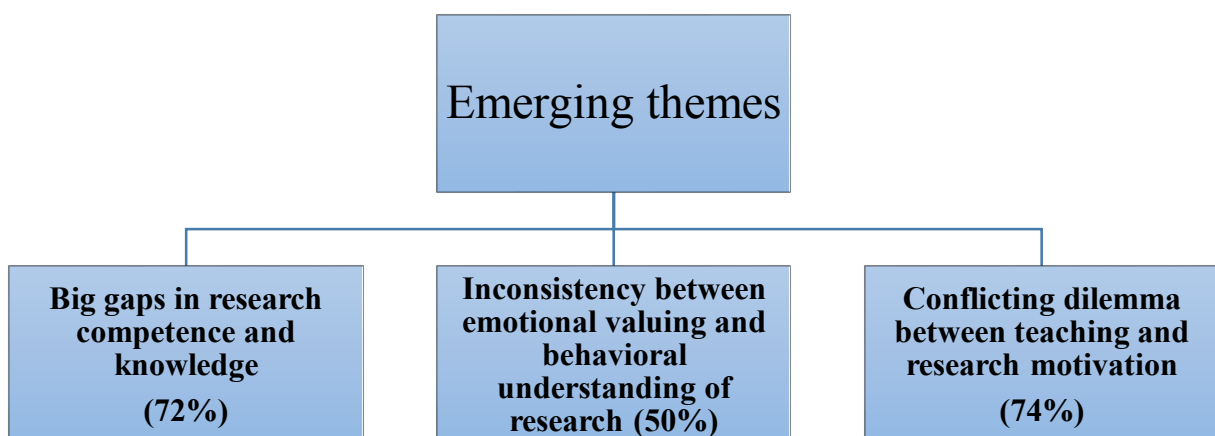 Emerging themes
Big gaps in research
competence and
knowledge
(72%)
Inconsistency between
emotional valuing and
behavioral
understanding of
research (50%)
Conflicting dilemma
between teaching and
research motivation
(74%)